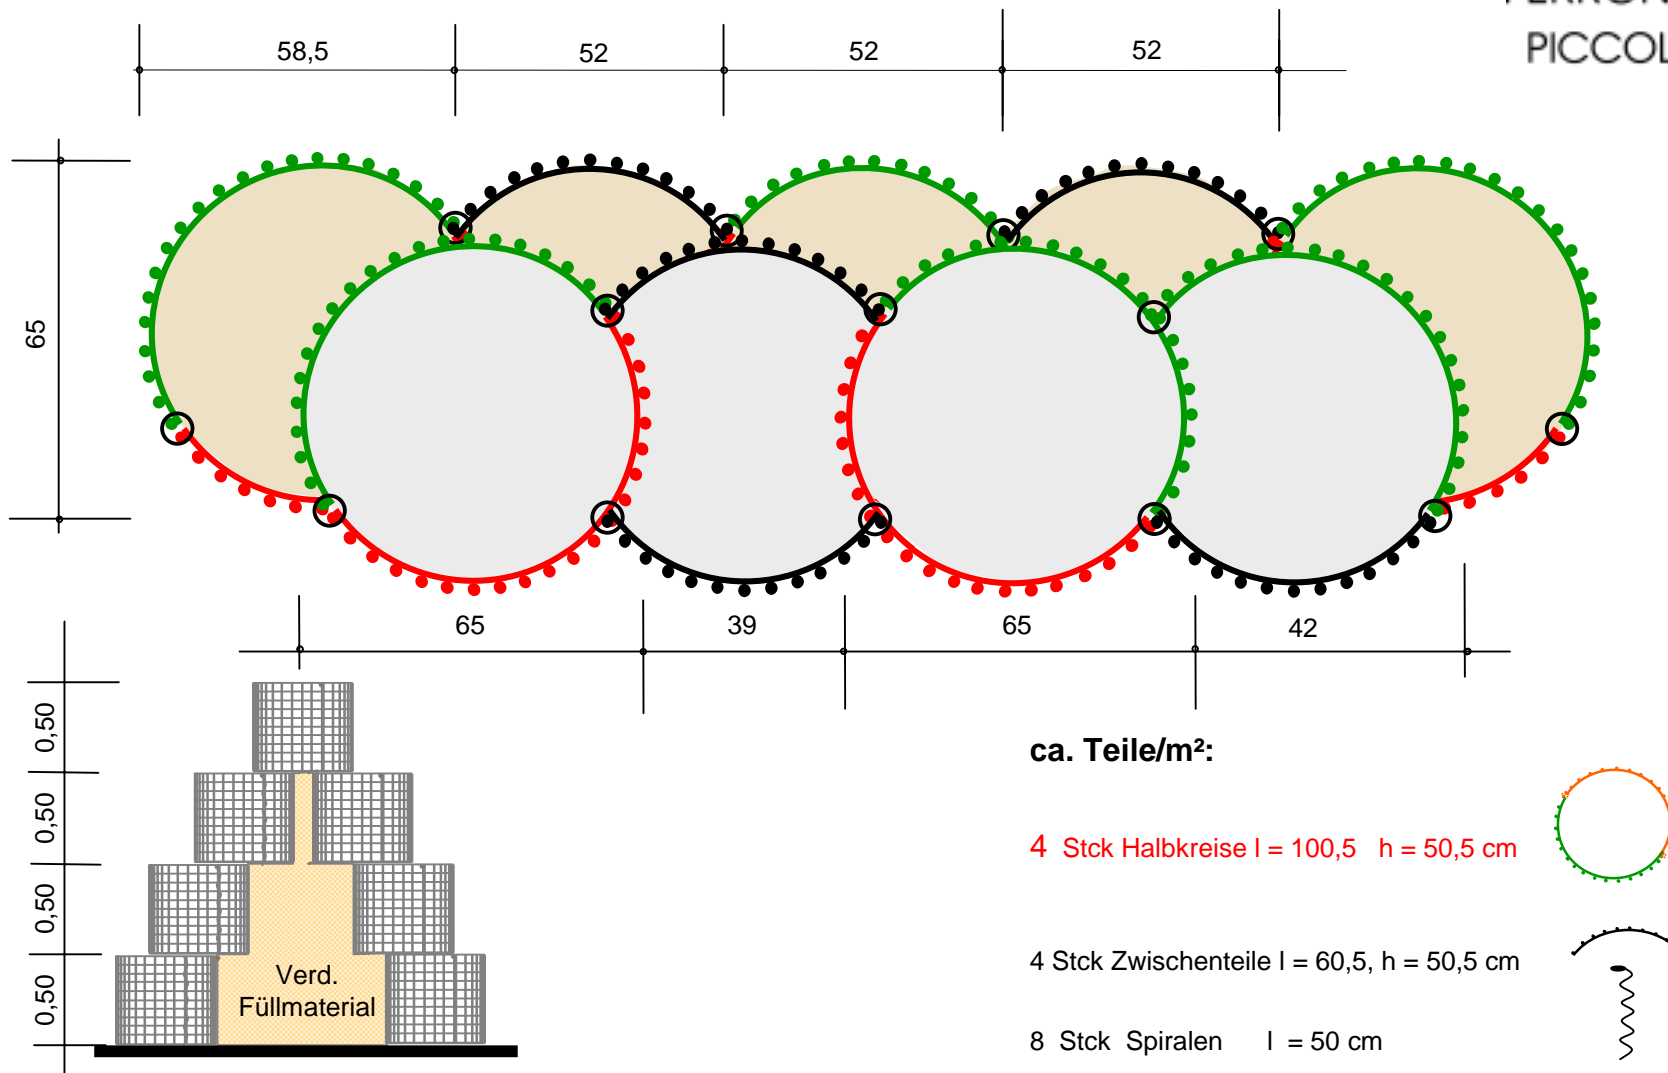 PICCOL
58,5
52
52
52
65
65
39
65
42
0,50
0,50
0,50
0,50
Verd.
Füllmaterial
ca. Teile/m²:
4 Stck Halbkreise l = 100,5 h = 50,5 cm
4 Stck Zwischenteile l = 60,5, h = 50,5 cm
8 Stck Spiralen l = 50 cm